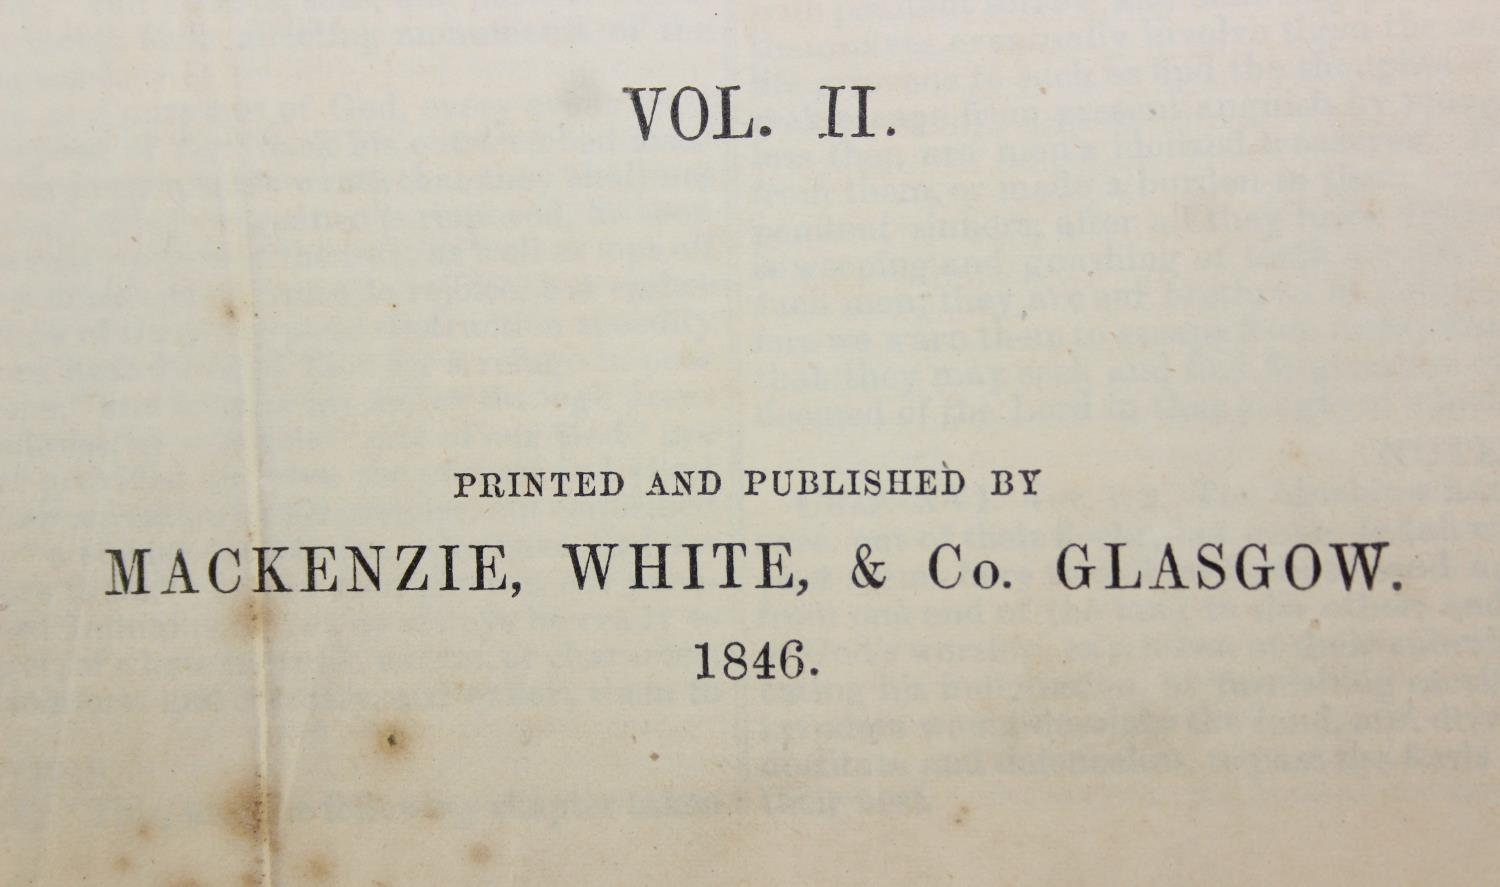 VOL. II.
PRINTED AND PUBLISHED BY
MACKENZIE, WHITE, & Co. GLASGOW.
1846.